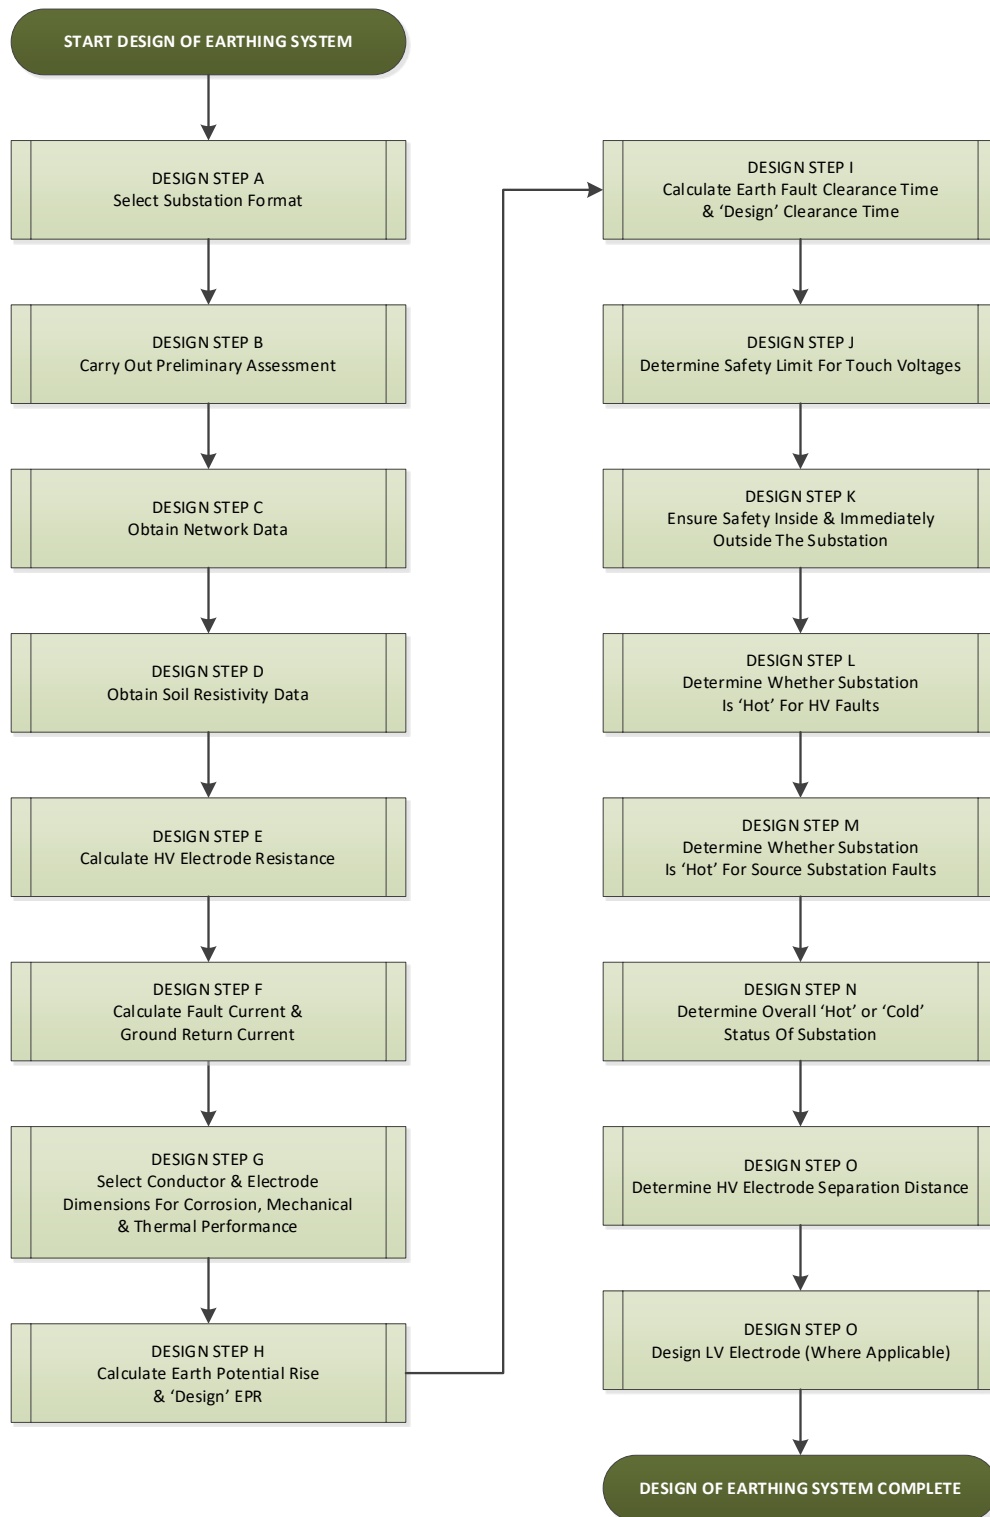 START DESIGN OF EARTHING SYSTEM
DESIGN STEP A
Select Substation Format
DESIGN STEP B
Carry Out Preliminary Assessment
DESIGN STEP C
Obtain Network Data
DESIGN STEP D
Obtain Soil Resistivity Data
DESIGN STEP E
Calculate HV Electrode Resistance
DESIGN STEP F
Calculate Fault Current &
Ground Return Current
DESIGN STEP G
Select Conductor & Electrode
Dimensions For Corrosion, Mechanical
& Thermal Performance
DESIGN STEP H
Calculate Earth Potential Rise
& ‘Design’ EPR
DESIGN STEP I
Calculate Earth Fault Clearance Time
& ‘Design’ Clearance Time
DESIGN STEP J
Determine Safety Limit For Touch Voltages
DESIGN STEP K
Ensure Safety Inside & Immediately
Outside The Substation
DESIGN STEP L
Determine Whether Substation
Is ‘Hot’ For HV Faults
DESIGN STEP M
Determine Whether Substation
Is ‘Hot’ For Source Substation Faults
DESIGN STEP N
Determine Overall ‘Hot’ or ‘Cold’
Status Of Substation
DESIGN STEP O
Determine HV Electrode Separation Distance
DESIGN STEP O
Design LV Electrode (Where Applicable)
DESIGN OF EARTHING SYSTEM COMPLETE